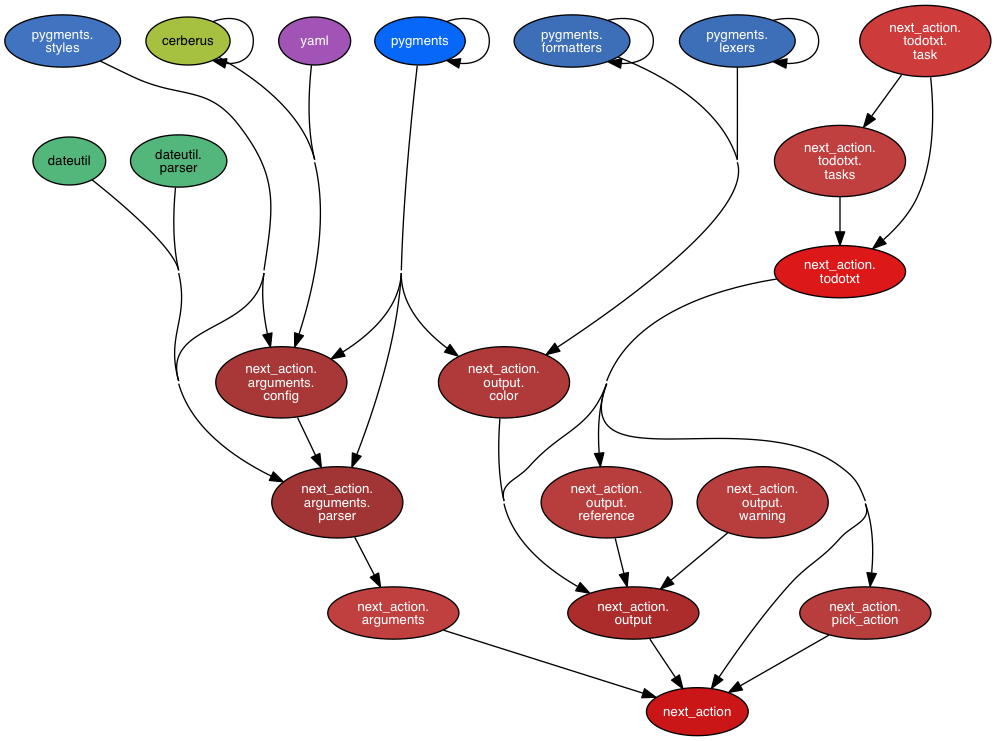 pygments.
styles
cerberus
yaml
pygments
pygments.
formatters
pygments.
lexers
next_action.
todotxt.
task
dateutil
dateutil.
parser
next_action.
todotxt.
tasks
next_action.
todotxt
next_action.
arguments.
config
next_action.
output.
color
next_action.
arguments.
parser
next_action.
output.
reference
next_action.
output.
warning
next_action.
arguments
next_action.
output
next_action.
pick_action
next_action